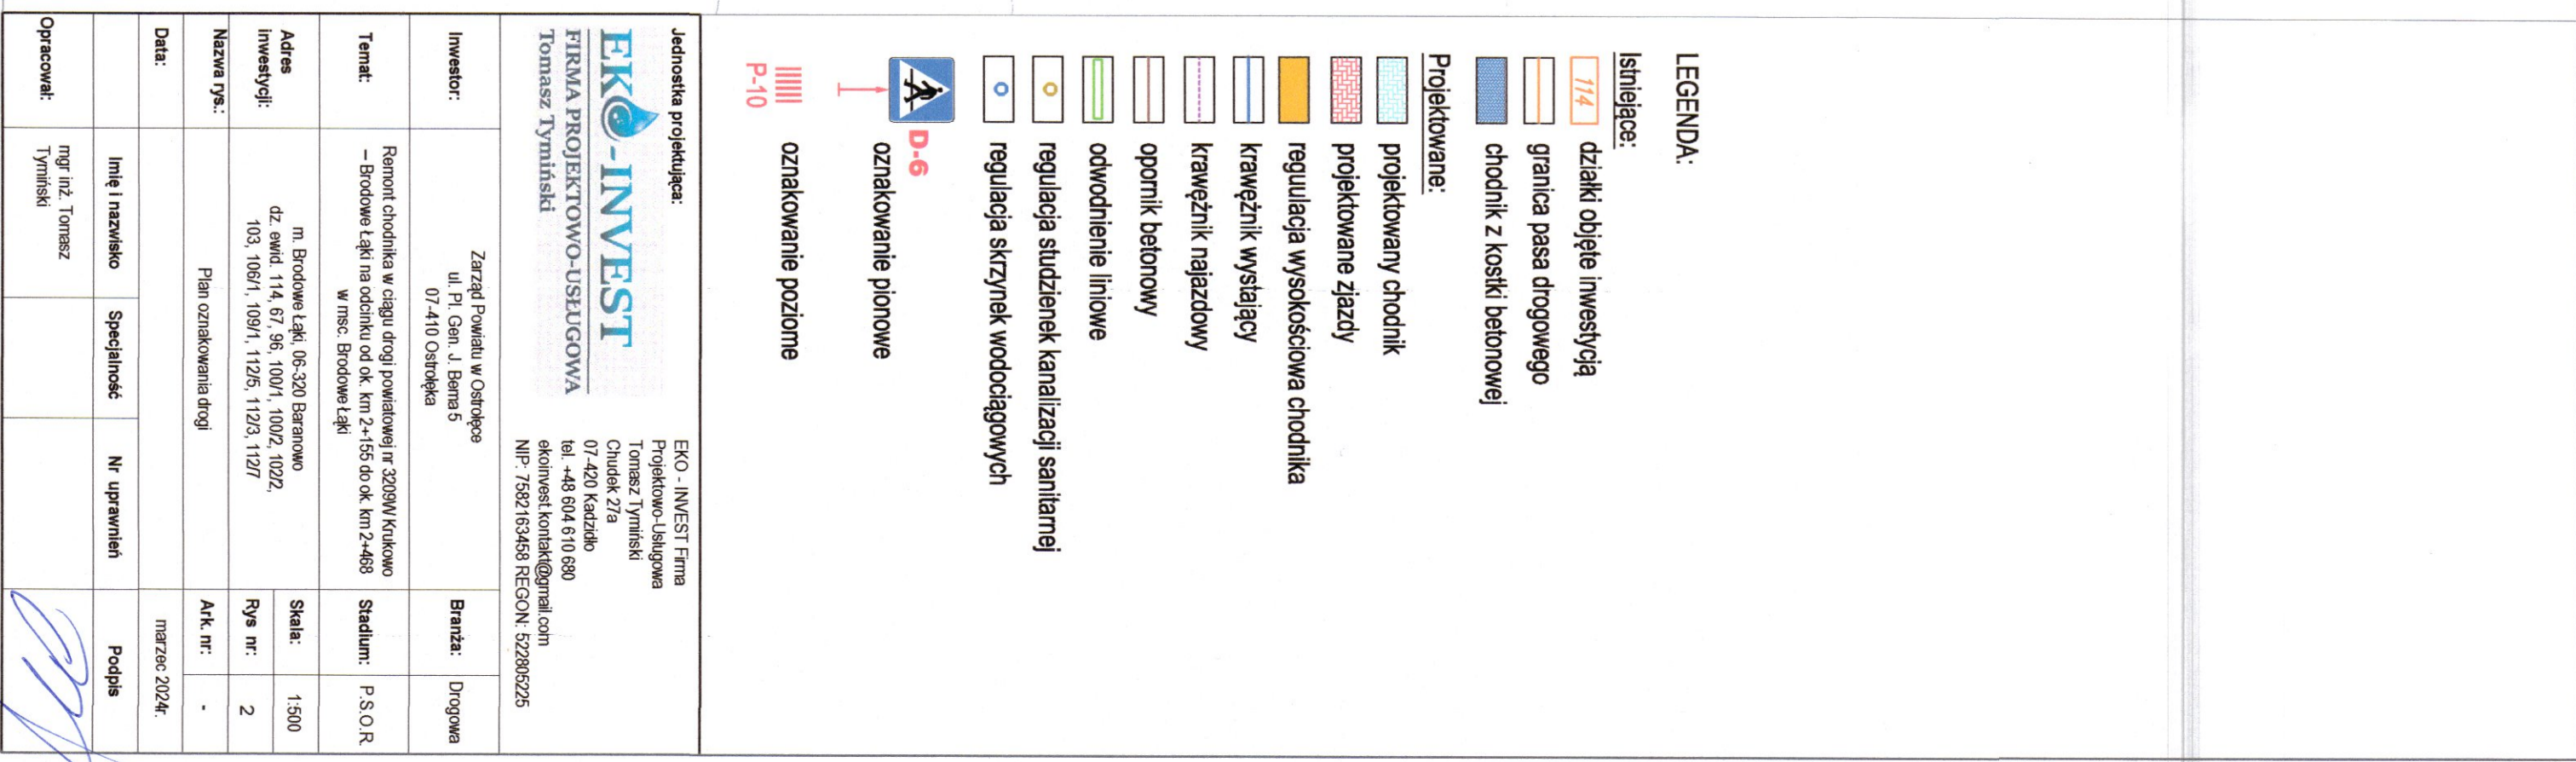 LEGENDA:
Istniejące:
114
działki objęte inwestycją
granica pasa drogowego
chodnik z kostki betonowej
Projektowane:
projektowany chodnik
projektowane zjazdy
reguulacja wysokościowa chodnika
krawężnik wystający
krawężnik najazdowy
opornik betonowy
odwodnienie liniowe
regulacja studzienek kanalizacji sanitarnej
regulacja skrzynek wodociągowych
D-6
oznakowanie pionowe
P-10
oznakowanie poziome
Jednostka projektująca:
EKO-INVEST
FIRMA PROJEKTOWO-USŁUGOWA
Tomasz Tymiński
EKO - INVEST Firma
Projektowo-Usługowa
Tomasz Tymiński
Chudek 27a
07-420 Kadzidło
tel. +48 604 610 680
ekoinvest.kontakt@gmail.com
NIP: 7582163458 REGON: 522805225
Inwestor:
Zarząd Powiatu w Ostrołęce
ul. Pl. Gen. J. Bema 5
07-410 Ostrołęka
Branża:
Drogowa
Temat:
Remont chodnika w ciągu drogi powiatowej nr 3209W Krukowo
– Brodowe Łąki na odcinku od ok. km 2+155 do ok. km 2+468
w msc. Brodowe Łąki
Stadium:
P.S.O.R.
Adres
inwestycji:
m. Brodowe Łąki, 06-320 Baranowo
dz. ewid. 114, 67, 96, 100/1, 100/2, 102/2,
103, 106/1, 109/1, 112/5, 112/3, 112/7
Skala:
1:500
Rys nr:
2
Nazwa rys.:
Plan oznakowania drogi
Ark. nr:
-
Data:
marzec 2024r.
Imię i nazwisko
Specjalność
Nr uprawnień
Podpis
Opracował:
mgr inż. Tomasz
Tymiński